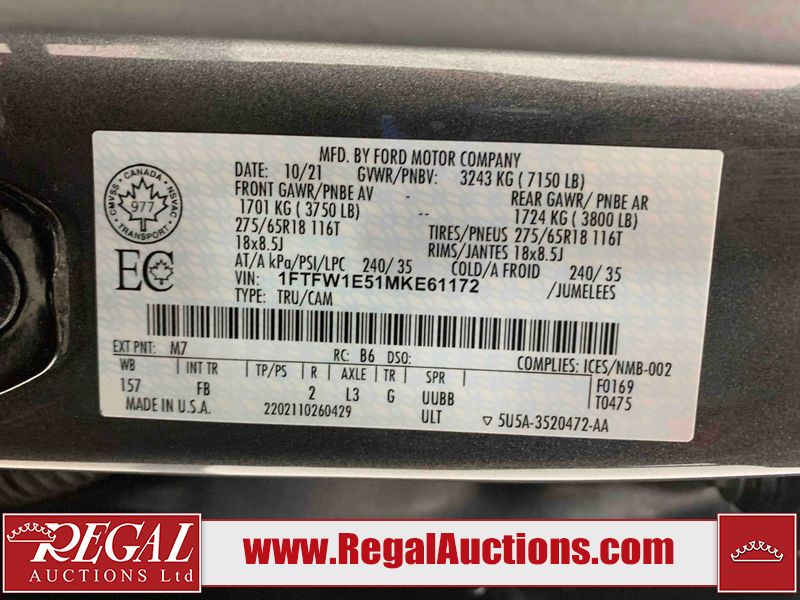 MFD. BY FORD MOTOR COMPANY
DATE: 10/21 GVWR/PNBV: 3243 KG ( 7150 LB)
FRONT GAWR/PNBE AV - REAR GAWR/ PNBE AR
1701 KG ( 3750 LB) -- 1724 KG ( 3800 LB)
275/65R18 116T TIRES/PNEUS 275/65R18 116T
18x8.5J RIMS/JANTES 18x8.5J
AT/A kPa/PSI/LPC 240/ 35 COLD/A FROID 240/ 35
VIN: 1FTFW1E51MKE61172 /JUMELEES
TYPE: TRU/CAM
CANADA
CMVSS NSVAC
977
TRANSPORT
EC
EXT PNT: M7 RC: B6 DSO: COMPLIES: ICES/NMB-002
WB INT TR TP/PS R AXLE TR SPR F0169
157 FB 2 L3 G UUBB T0475
MADE IN U.S.A. 2202110260429 ULT ▽ 5U5A-3520472-AA
REGAL
AUCTIONS Ltd
www.RegalAuctions.com